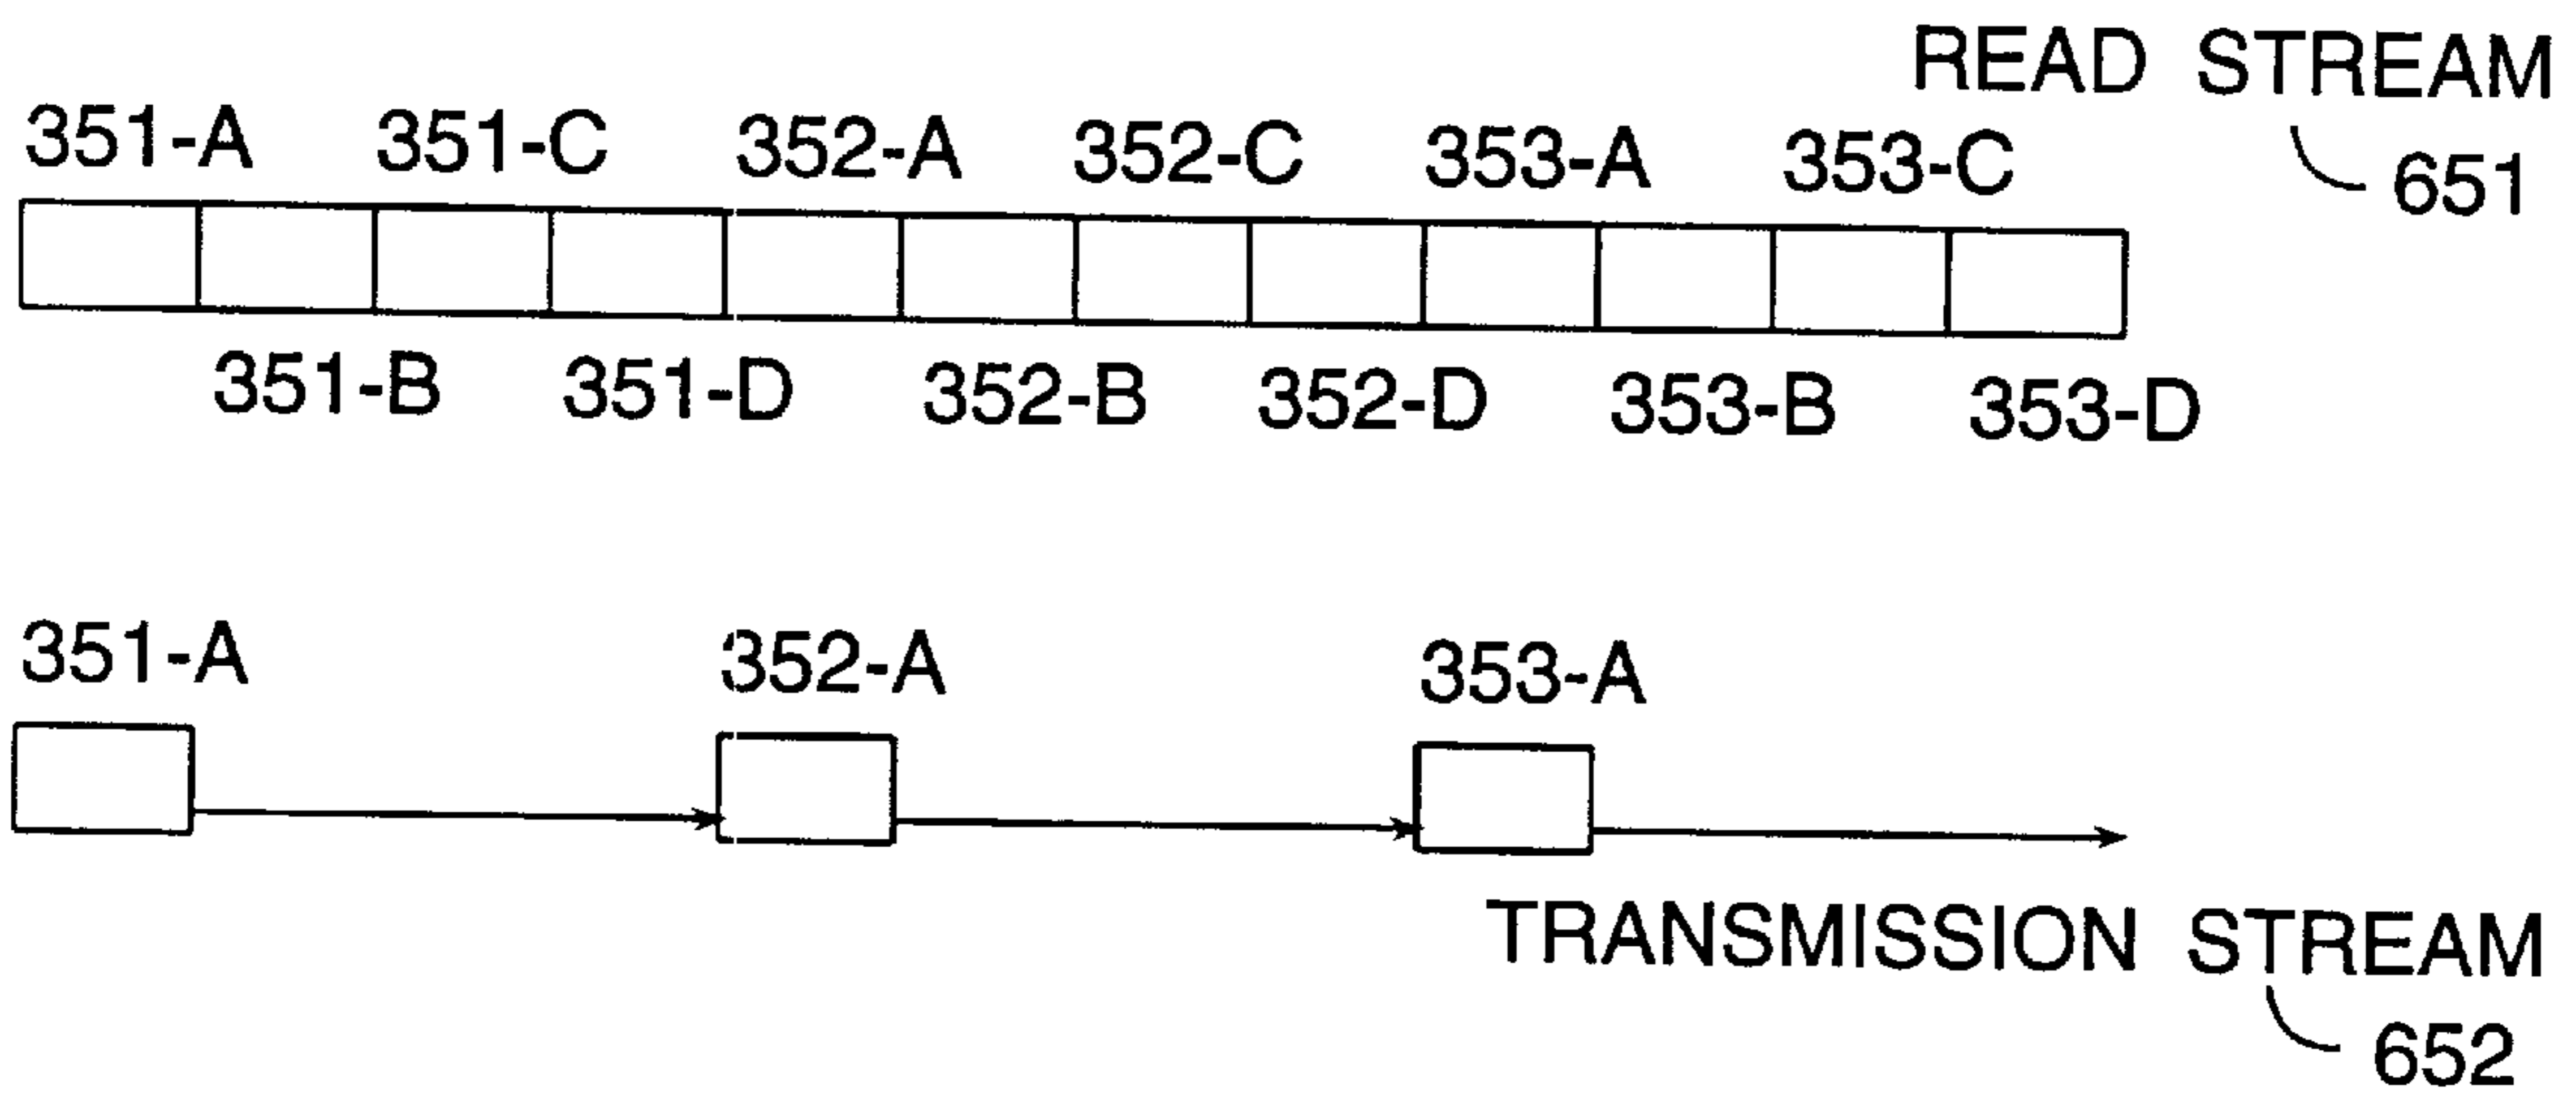 READ STREAM
651
351-A 351-C 352-A 352-C 353-A 353-C
351-B 351-D 352-B 352-D 353-B 353-D
351-A 352-A 353-A
TRANSMISSION STREAM
652